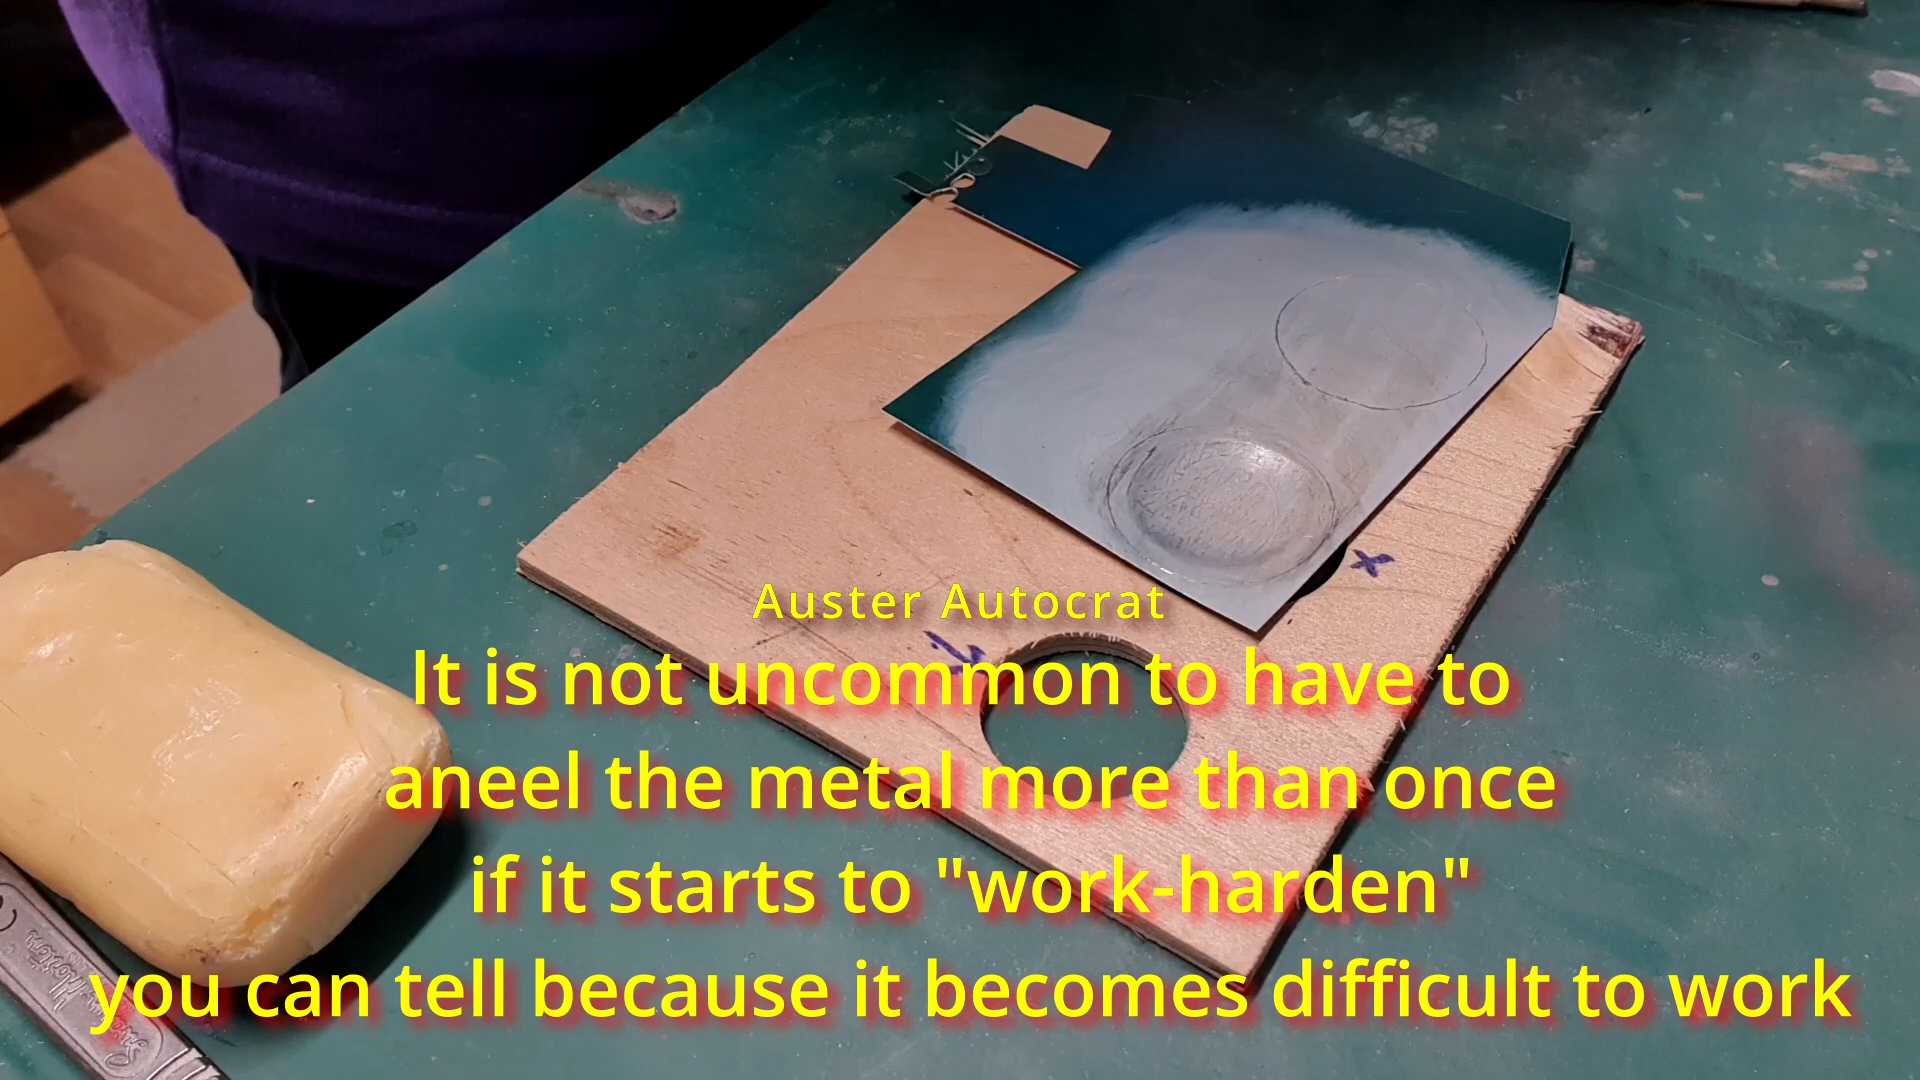 Auster Autocrat
It is not uncommon to have to
aneel the metal more than once
if it starts to "work-harden"
you can tell because it becomes difficult to work
x